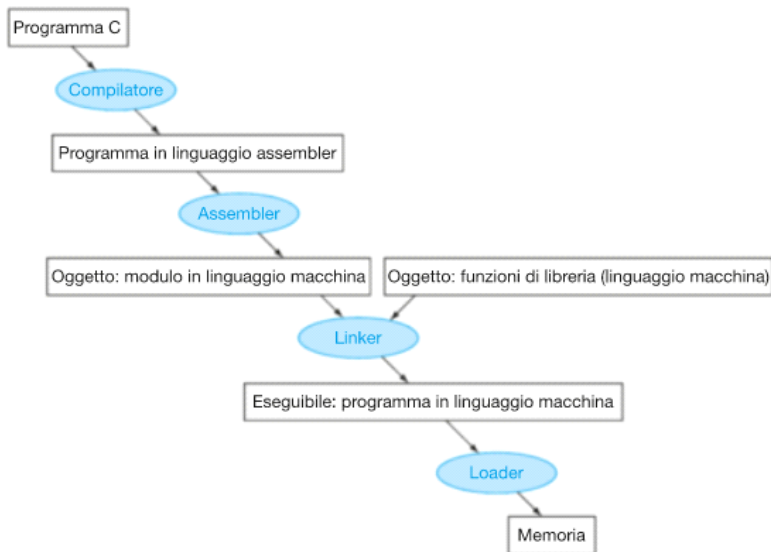 Programma C
Compilatore
Programma in linguaggio assembler
Assembler
Oggetto: modulo in linguaggio macchina
Oggetto: funzioni di libreria (linguaggio macchina)
Linker
Eseguibile: programma in linguaggio macchina
Loader
Memoria